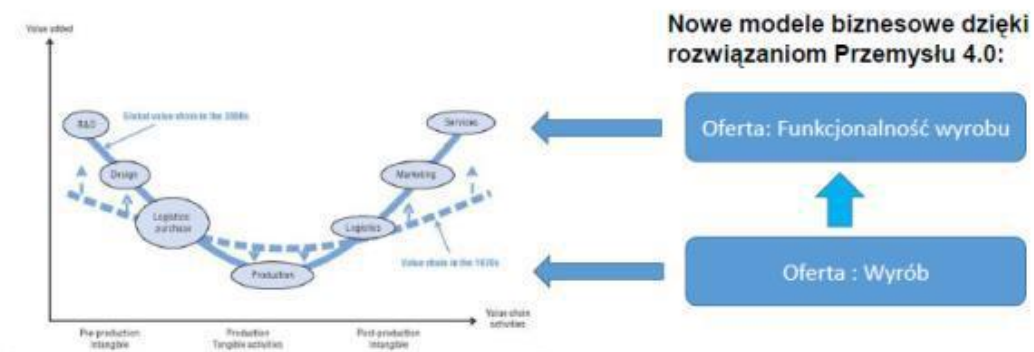 Value added
R&D
Global value chain in the 2000s
Services
Design
Marketing
Logistics:
purchase
Logistics
Production
Value chain in the 1970s
Value chain
activities
Pre-production
Intangible
Production
Tangible activities
Post-production
Intangible
Nowe modele biznesowe dzięki
rozwiązaniom Przemysłu 4.0:
Oferta: Funkcjonalność wyrobu
Oferta : Wyrób